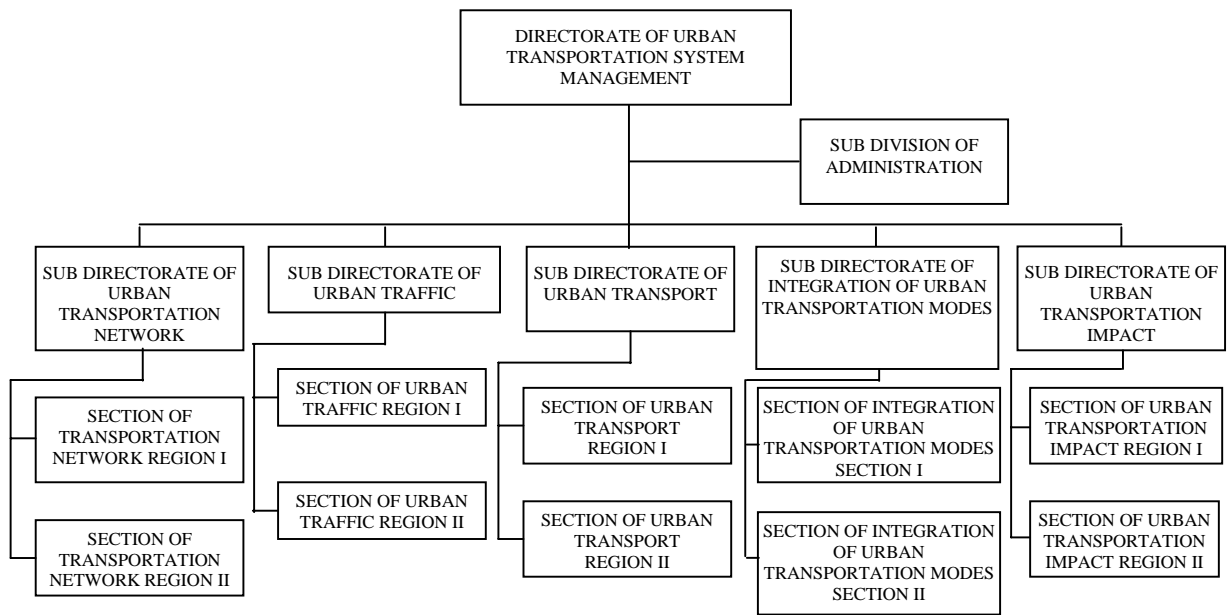 DIRECTORATE OF URBAN
TRANSPORTATION SYSTEM
MANAGEMENT
SUB DIVISION OF
ADMINISTRATION
SUB DIRECTORATE OF
URBAN
TRANSPORTATION
NETWORK
SUB DIRECTORATE OF
URBAN TRAFFIC
SUB DIRECTORATE OF
URBAN TRANSPORT
SUB DIRECTORATE OF
INTEGRATION OF URBAN
TRANSPORTATION MODES
SUB DIRECTORATE OF
URBAN
TRANSPORTATION
IMPACT
SECTION OF
TRANSPORTATION
NETWORK REGION I
SECTION OF URBAN
TRAFFIC REGION I
SECTION OF URBAN
TRANSPORT
REGION I
SECTION OF INTEGRATION
OF URBAN
TRANSPORTATION MODES
SECTION I
SECTION OF URBAN
TRANSPORTATION
IMPACT REGION I
SECTION OF
TRANSPORTATION
NETWORK REGION II
SECTION OF URBAN
TRAFFIC REGION II
SECTION OF URBAN
TRANSPORT
REGION II
SECTION OF INTEGRATION
OF URBAN
TRANSPORTATION MODES
SECTION II
SECTION OF URBAN
TRANSPORTATION
IMPACT REGION II